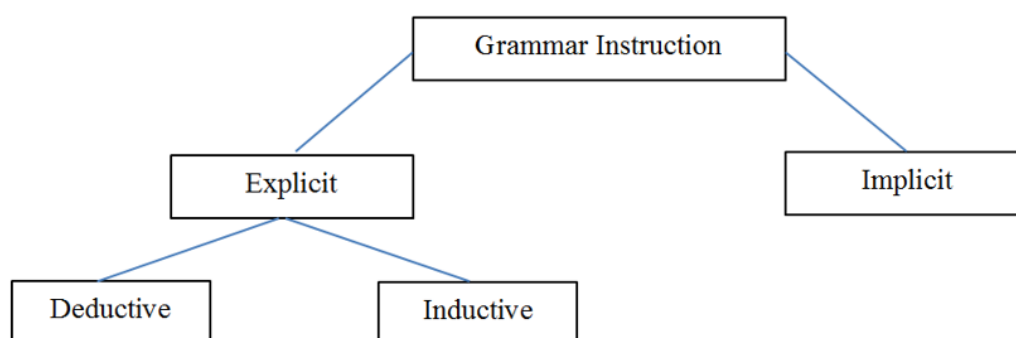 Grammar Instruction
Explicit
Implicit
Deductive
Inductive